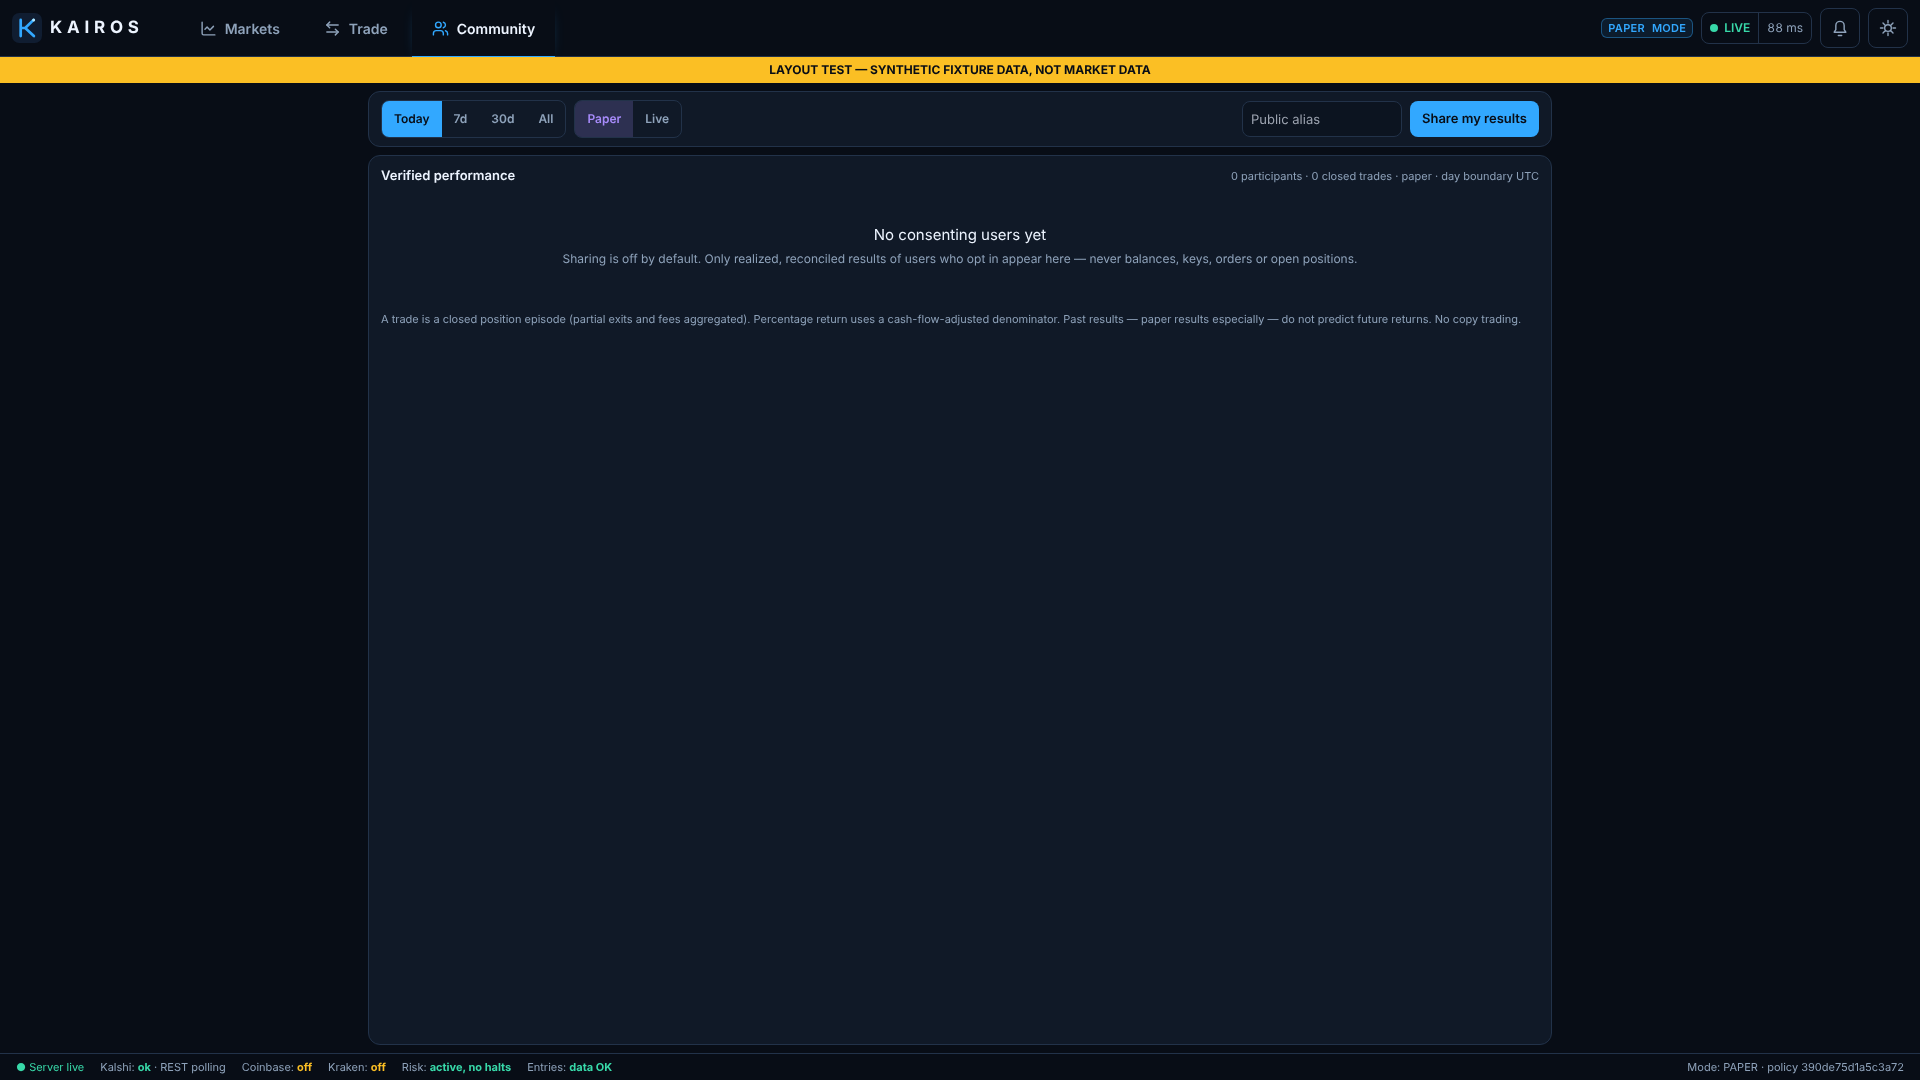 KAIROS Markets Trade Community PAPER MODE LIVE 88 ms
LAYOUT TEST — SYNTHETIC FIXTURE DATA, NOT MARKET DATA
Today 7d 30d All Paper Live Public alias Share my results
Verified performance 0 participants · 0 closed trades · paper · day boundary UTC
No consenting users yet
Sharing is off by default. Only realized, reconciled results of users who opt in appear here — never balances, keys, orders or open positions.
A trade is a closed position episode (partial exits and fees aggregated). Percentage return uses a cash-flow-adjusted denominator. Past results — paper results especially — do not predict future returns. No copy trading.
Server live Kalshi: ok · REST polling Coinbase: off Kraken: off Risk: active, no halts Entries: data OK Mode: PAPER · policy 390de75d1a5c3a72